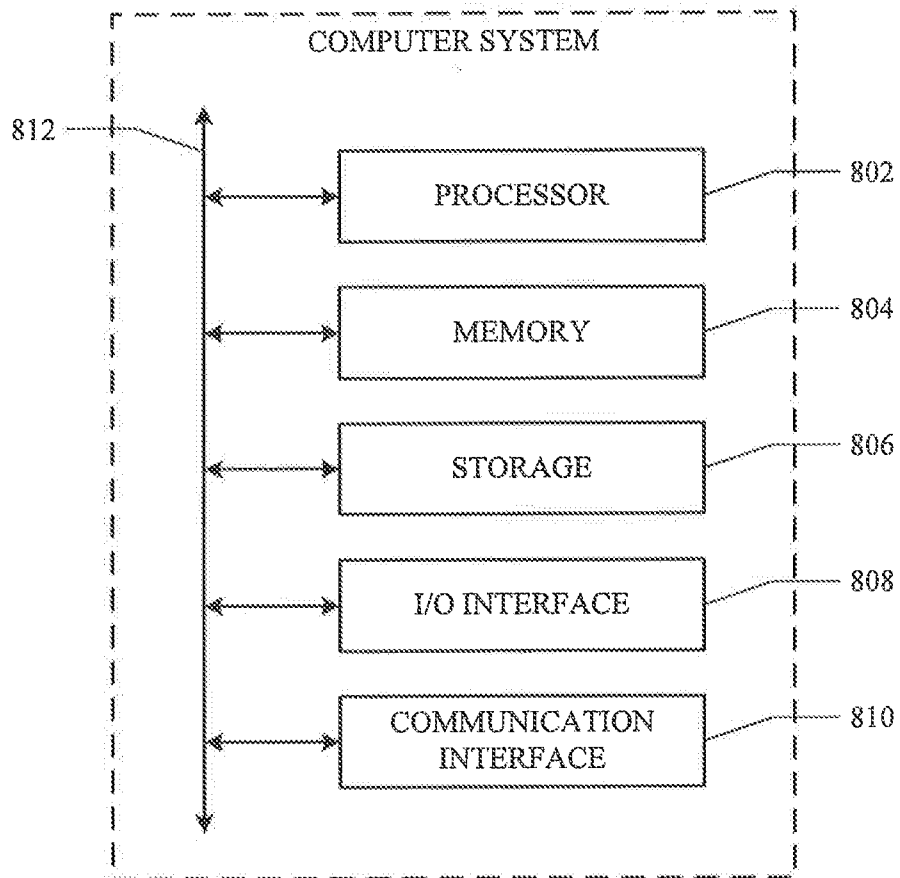 COMPUTER SYSTEM
812
PROCESSOR
802
MEMORY
804
STORAGE
806
I/O INTERFACE
808
COMMUNICATION
INTERFACE
810